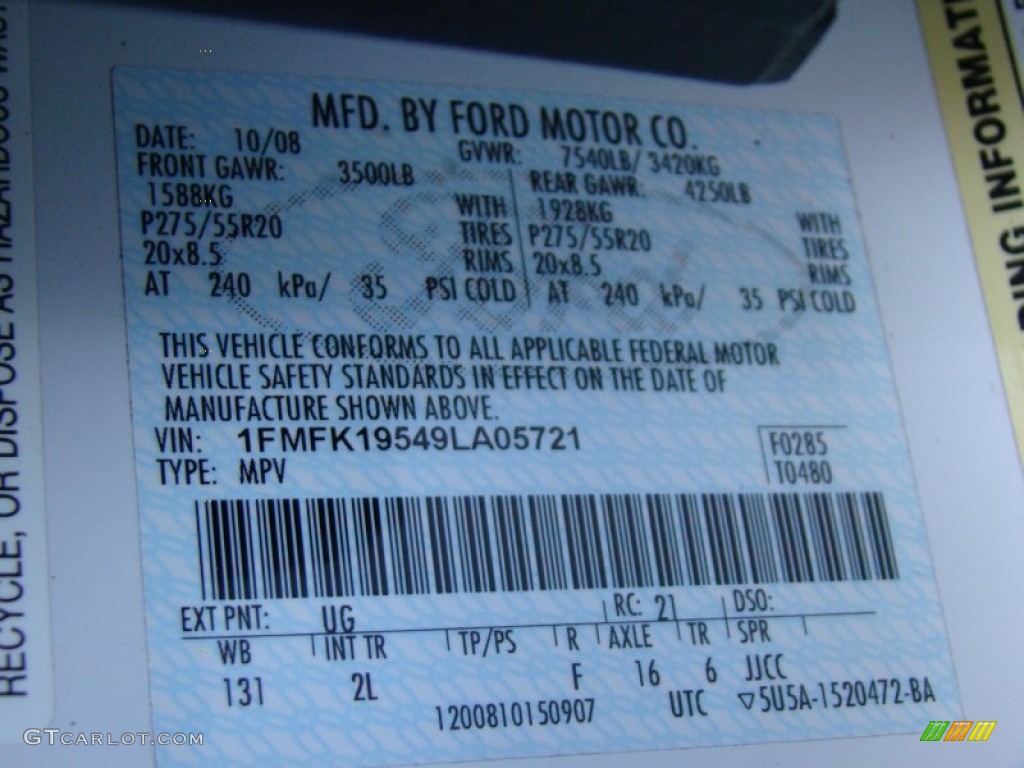 MFD. BY FORD MOTOR CO.
DATE: 10/08 GVWR: 7540LB/ 3420KG
FRONT GAWR: 3500LB REAR GAWR: 4250LB
1588KG WITH 1928KG WITH
P275/55R20 TIRES P275/55R20 TIRES
20x8.5 RIMS 20x8.5 RIMS
AT 240 kPa/ 35 PSI COLD AT 240 kPa/ 35 PSI COLD
THIS VEHICLE CONFORMS TO ALL APPLICABLE FEDERAL MOTOR
VEHICLE SAFETY STANDARDS IN EFFECT ON THE DATE OF
MANUFACTURE SHOWN ABOVE.
VIN: 1FMFK19549LA05721 F0285
TYPE: MPV T0480
EXT PNT: UG RC: 21 DSO:
WB INT TR TP/PS R AXLE TR SPR
131 2L F 16 6 JJCC
1200810150907 UTC ▽5U5A-1520472-BA
RECYCLE, OR DISPOSE AS HAZARDOUS
INFORMATI
GTCARLOT.COM